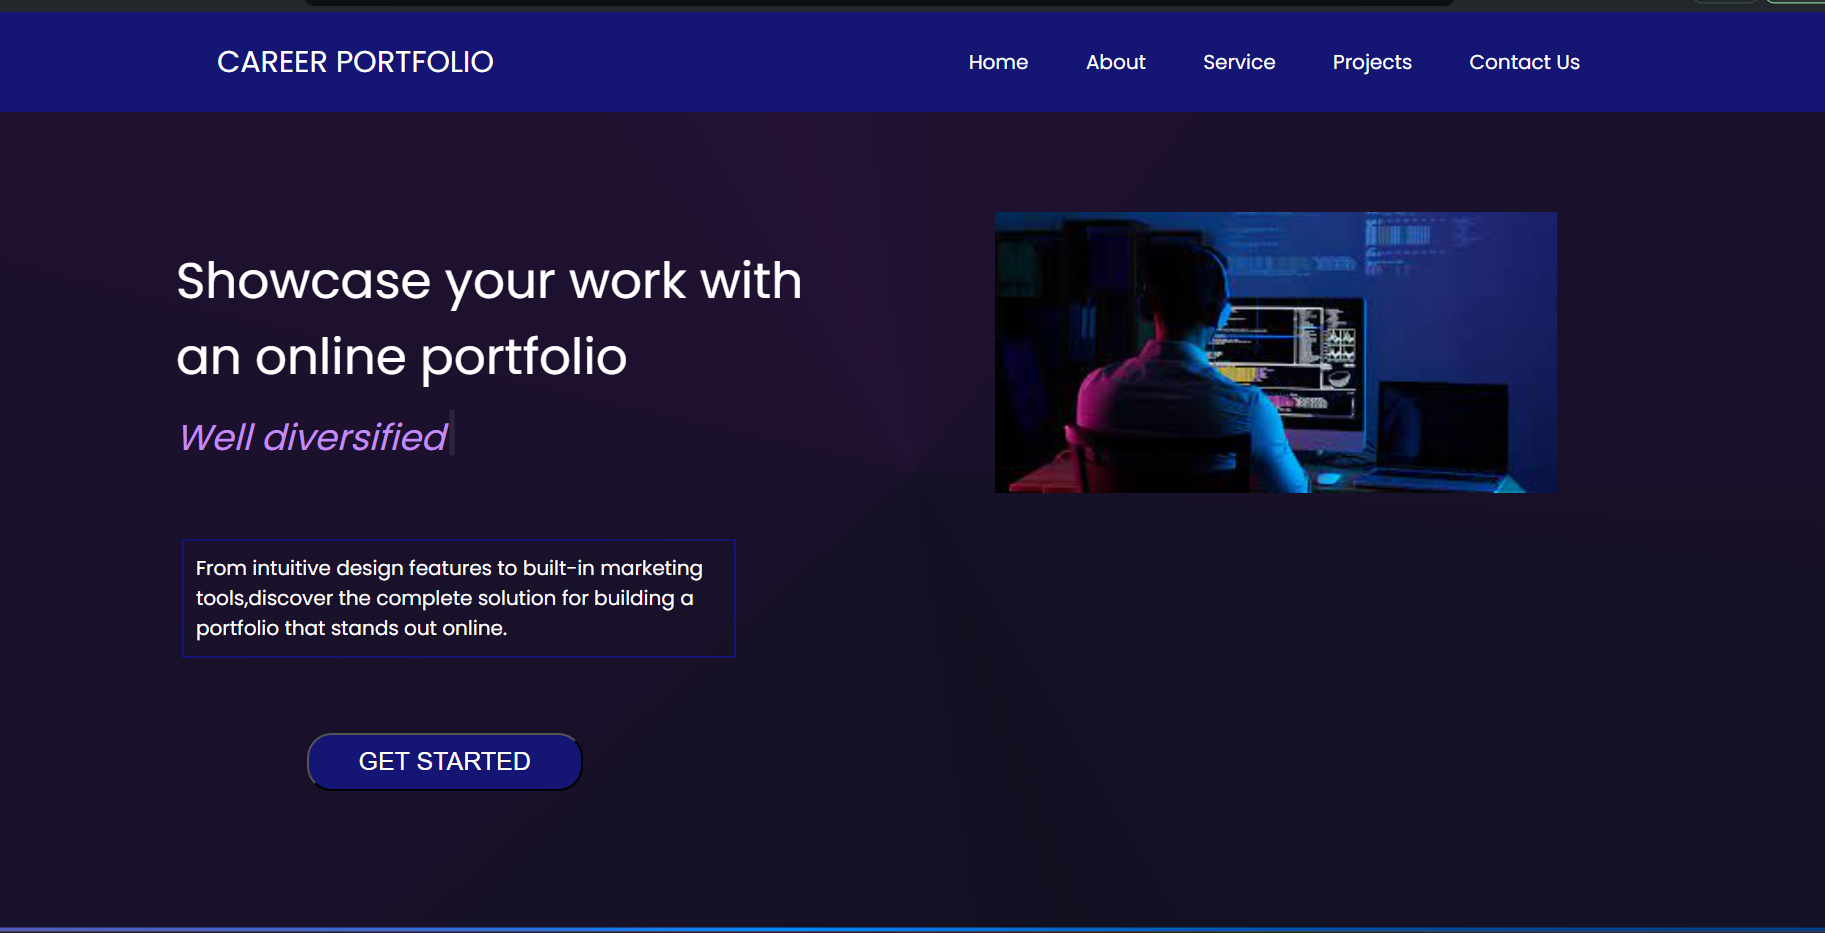 CAREER PORTFOLIO
Home About Service Projects Contact Us
Showcase your work with
an online portfolio
Well diversified
From intuitive design features to built-in marketing
tools,discover the complete solution for building a
portfolio that stands out online.
GET STARTED